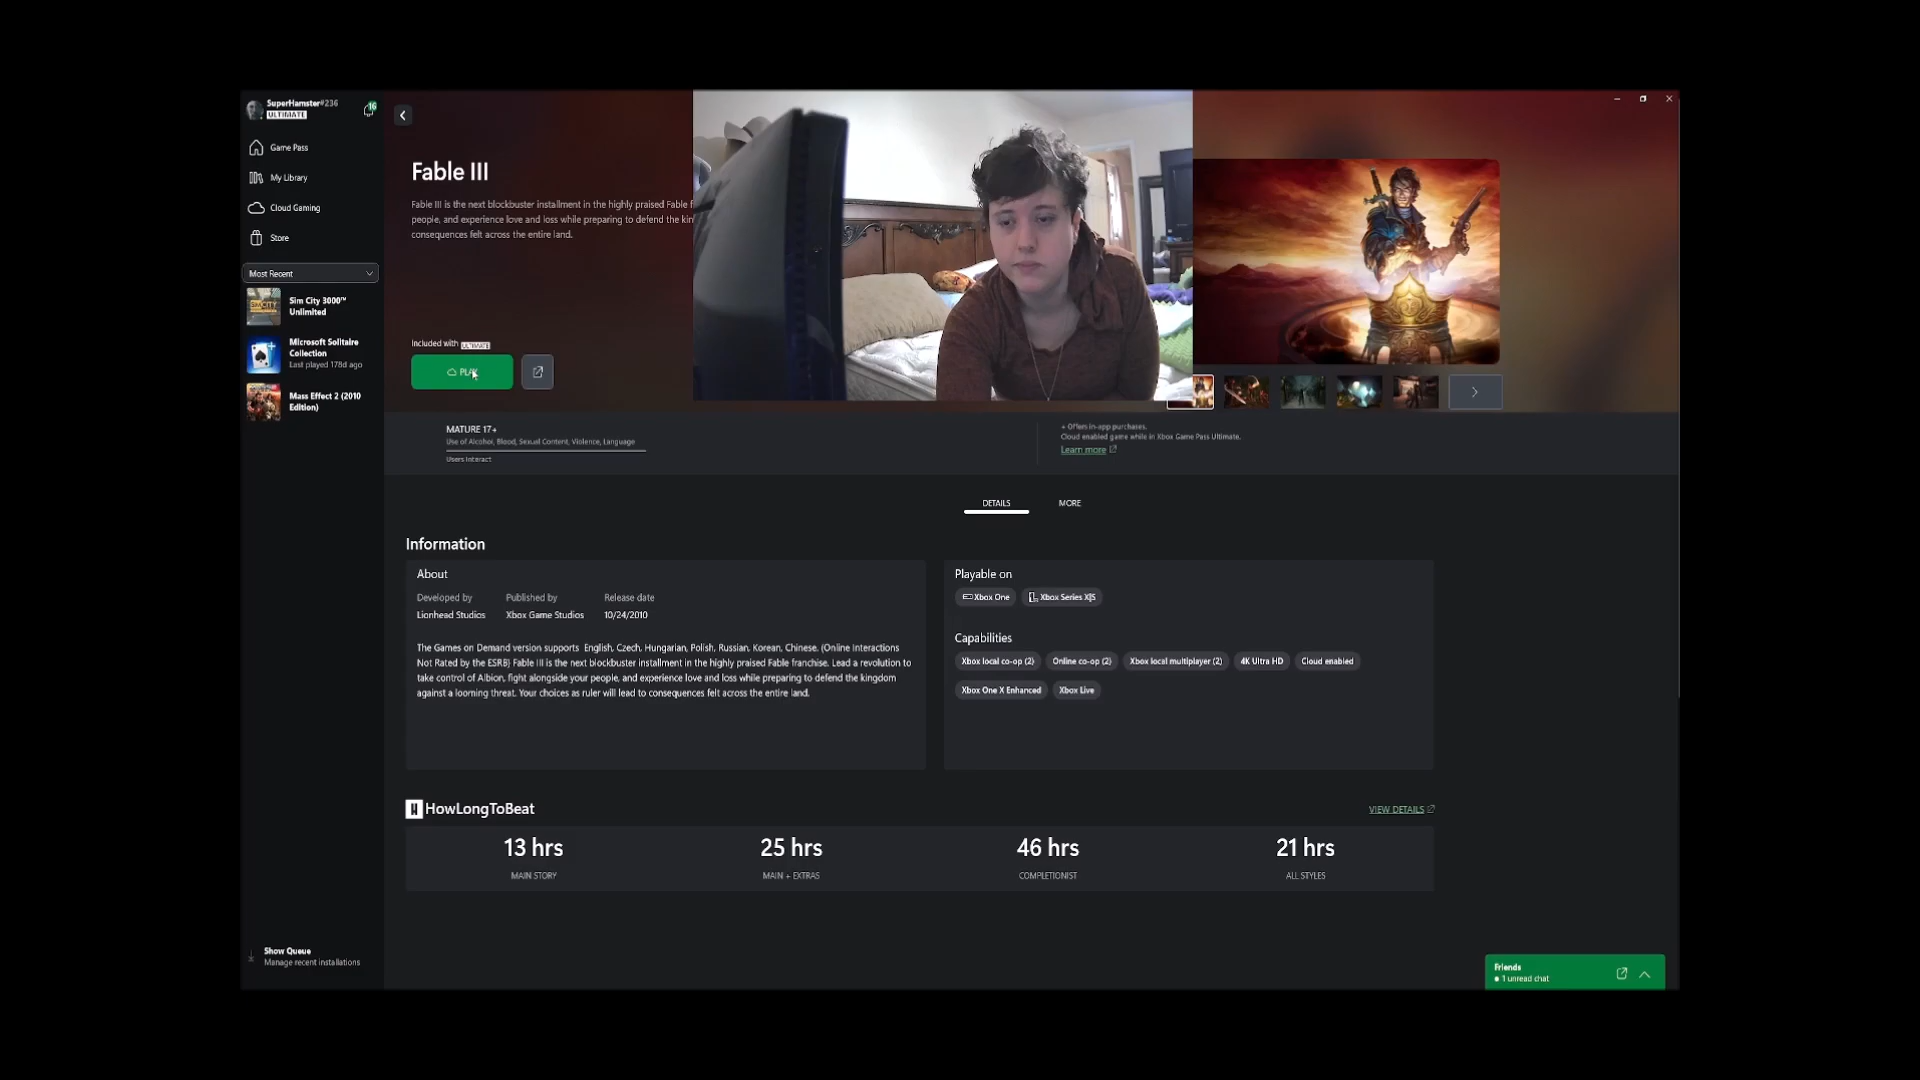 SuperHamster#236
ULTIMATE
16
Game Pass
My Library
Cloud Gaming
Store
Most Recent
Sim City 3000™
Unlimited
Microsoft Solitaire
Collection
Last played 178d ago
Mass Effect 2 (2010
Edition)
Show Queue
Manage recent installations
Fable III
Fable III is the next blockbuster installment in the highly praised Fable f
people, and experience love and loss while preparing to defend the kin
consequences felt across the entire land.
Included with ULTIMATE
PLAY
MATURE 17+
Use of Alcohol, Blood, Sexual Content, Violence, Language
Users Interact
+ Offers in-app purchases.
Cloud enabled game while in Xbox Game Pass Ultimate.
Learn more
DETAILS MORE
Information
About
Developed by Published by Release date
Lionhead Studios Xbox Game Studios 10/24/2010
The Games on Demand version supports English, Czech, Hungarian, Polish, Russian, Korean, Chinese. (Online Interactions
Not Rated by the ESRB) Fable III is the next blockbuster installment in the highly praised Fable franchise. Lead a revolution to
take control of Albion, fight alongside your people, and experience love and loss while preparing to defend the kingdom
against a looming threat. Your choices as ruler will lead to consequences felt across the entire land.
Playable on
Xbox One Xbox Series X|S
Capabilities
Xbox local co-op (2) Online co-op (2) Xbox local multiplayer (2) 4K Ultra HD Cloud enabled
Xbox One X Enhanced Xbox Live
H HowLongToBeat
VIEW DETAILS
13 hrs 25 hrs 46 hrs 21 hrs
MAIN STORY MAIN + EXTRAS COMPLETIONIST ALL STYLES
Friends
1 unread chat